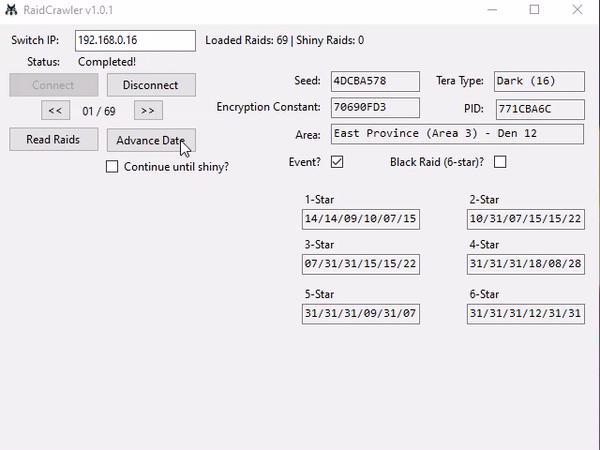 RaidCrawler v1.0.1
Switch IP: 192.168.0.16 Loaded Raids: 69 | Shiny Raids: 0
Status: Completed!
Connect Disconnect
<< 01 / 69 >>
Read Raids Advance Date
Continue until shiny?
Seed: 4DCBA578 Tera Type: Dark (16)
Encryption Constant: 70690FD3 PID: 771CBA6C
Area: East Province (Area 3) - Den 12
Event? Black Raid (6-star)?
1-Star 2-Star
14/14/09/10/07/15 10/31/07/15/15/22
3-Star 4-Star
07/31/31/15/15/22 31/31/31/18/08/28
5-Star 6-Star
31/31/31/09/31/07 31/31/31/12/31/31